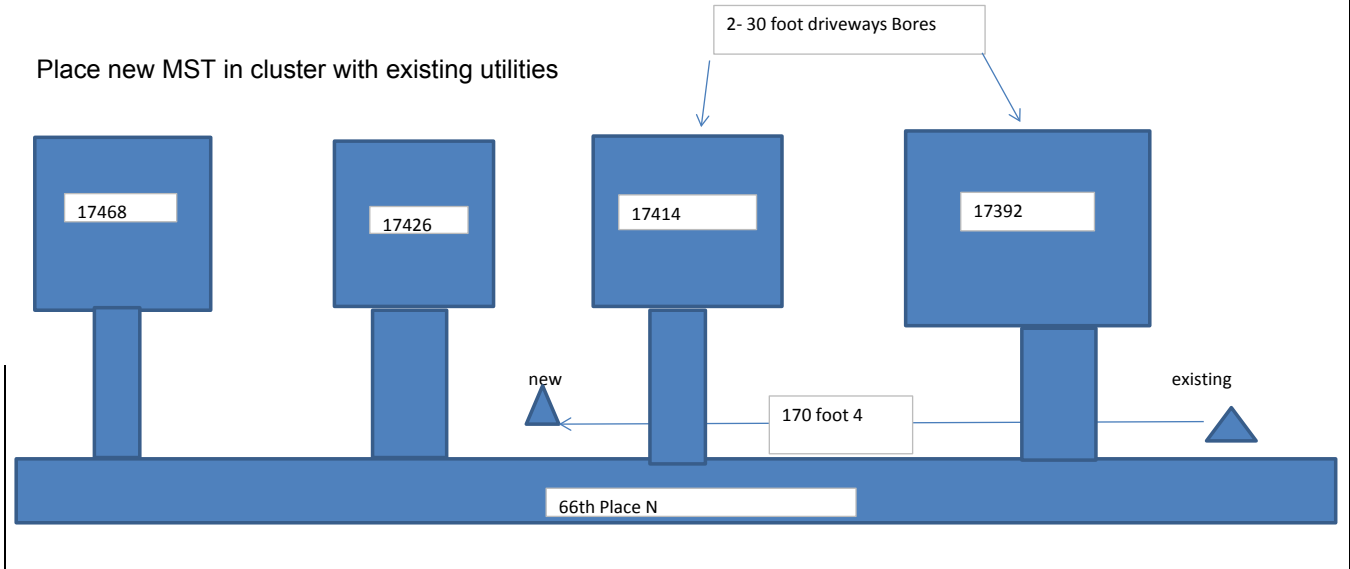 2- 30 foot driveways Bores
Place new MST in cluster with existing utilities
17468
17426
17414
17392
new
existing
170 foot 4
66th Place N